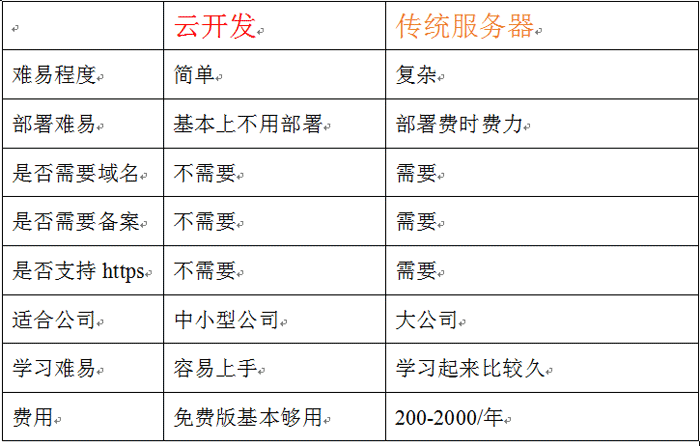 云开发 传统服务器
难易程度 简单 复杂
部署难易 基本上不用部署 部署费时费力
是否需要域名 不需要 需要
是否需要备案 不需要 需要
是否支持 https 不需要 需要
适合公司 中小型公司 大公司
学习难易 容易上手 学习起来比较久
费用 免费版基本够用 200-2000/年